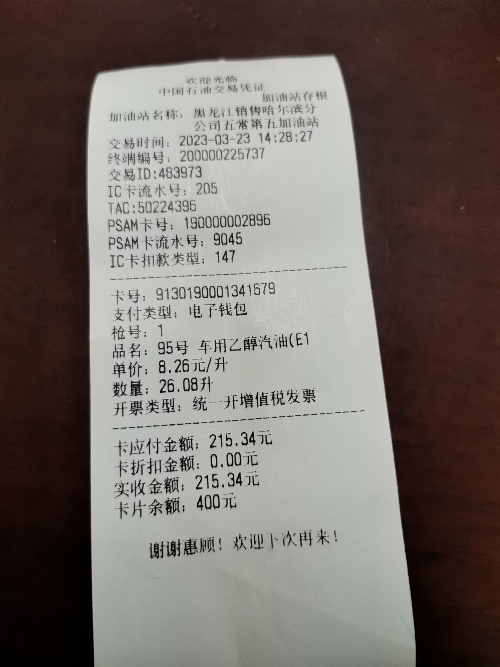 欢迎光临
中国石油交易凭证
加油站存根
加油站名称：黑龙江销售哈尔滨分
公司五常第五加油站
交易时间：2023-03-23 14:28:27
终端编号：200000225737
交易ID:483973
IC卡流水号：205
TAC:50224396
PSAM卡号：190000002896
PSAM卡流水号：9045
IC卡扣款类型：147
卡号：9130190001341679
支付类型：电子钱包
枪号：1
品名：95号 车用乙醇汽油(E1
单价：8.26元/升
数量：26.08升
开票类型：统一开增值税发票
卡应付金额：215.34元
卡折扣金额：0.00元
实收金额：215.34元
卡片余额：400元
谢谢惠顾！欢迎下次再来！